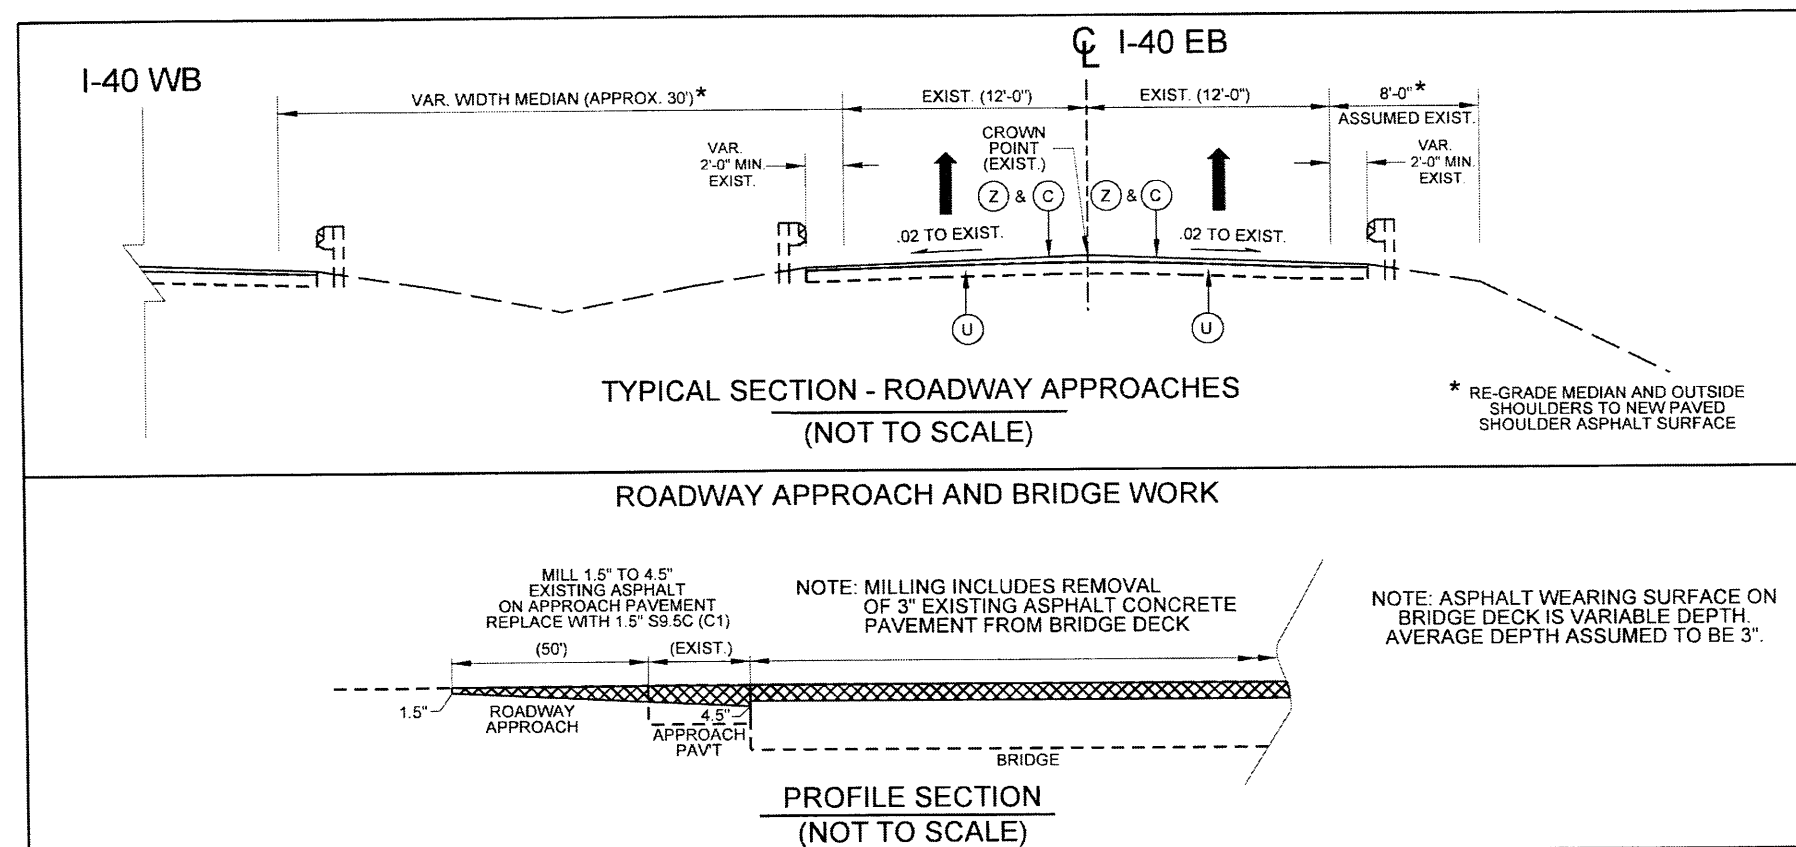 I-40 WB
℄ I-40 EB
VAR. WIDTH MEDIAN (APPROX. 30')*
EXIST. (12'-0")
EXIST. (12'-0")
8'-0"*
ASSUMED EXIST.
VAR.
2'-0" MIN.
EXIST.
CROWN
POINT
(EXIST.)
VAR.
2'-0" MIN.
EXIST.
Z & C
Z & C
.02 TO EXIST.
.02 TO EXIST.
U
U
TYPICAL SECTION - ROADWAY APPROACHES
(NOT TO SCALE)
* RE-GRADE MEDIAN AND OUTSIDE
SHOULDERS TO NEW PAVED
SHOULDER ASPHALT SURFACE
ROADWAY APPROACH AND BRIDGE WORK
MILL 1.5" TO 4.5"
EXISTING ASPHALT
ON APPROACH PAVEMENT
REPLACE WITH 1.5" S9.5C (C1)
(50')
(EXIST.)
NOTE: MILLING INCLUDES REMOVAL
OF 3" EXISTING ASPHALT CONCRETE
PAVEMENT FROM BRIDGE DECK
NOTE: ASPHALT WEARING SURFACE ON
BRIDGE DECK IS VARIABLE DEPTH.
AVERAGE DEPTH ASSUMED TO BE 3".
1.5"
ROADWAY
APPROACH
4.5"
APPROACH
PAV'T
BRIDGE
PROFILE SECTION
(NOT TO SCALE)